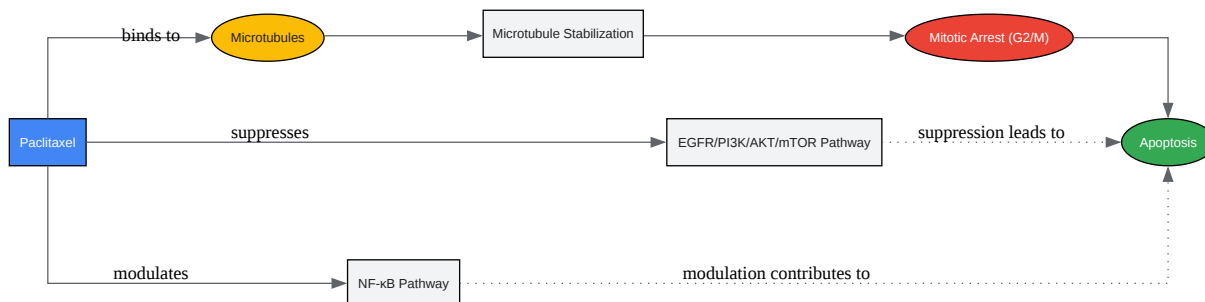 binds to
Microtubules
Microtubule Stabilization
Mitotic Arrest (G2/M)
Paclitaxel
suppresses
EGFR/PI3K/AKT/mTOR Pathway
suppression leads to
Apoptosis
modulates
NF-κB Pathway
modulation contributes to